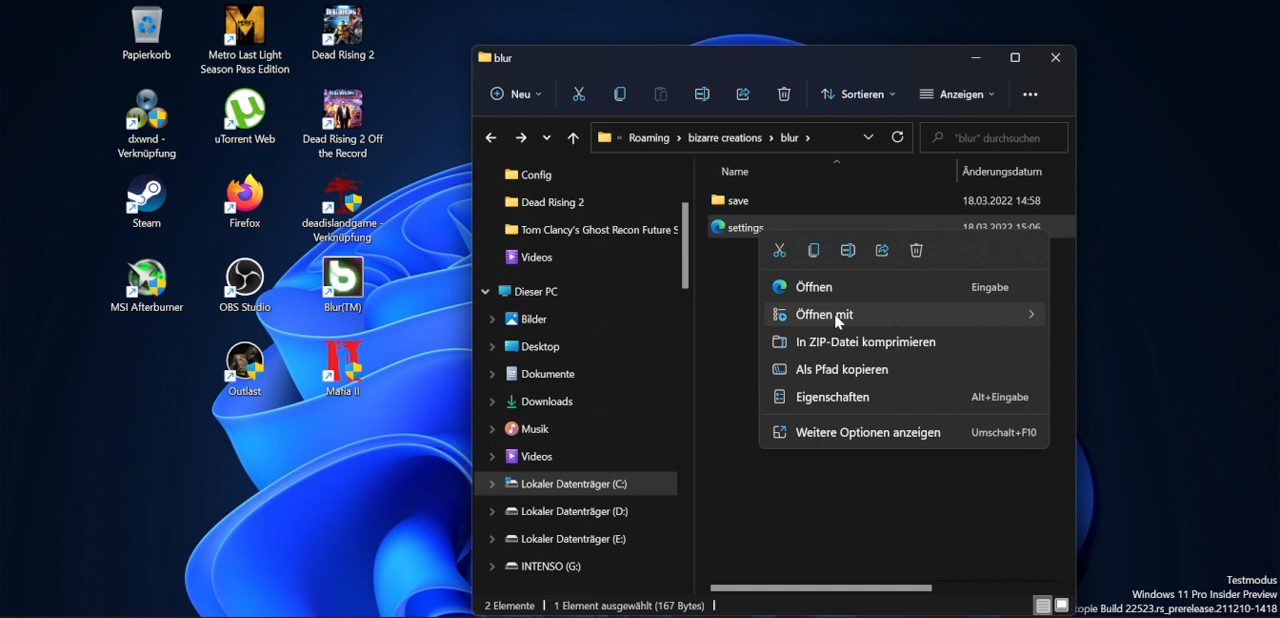 Papierkorb
Metro Last Light
Season Pass Edition
Dead Rising 2
dxwnd -
Verknüpfung
uTorrent Web
Dead Rising 2 Off
the Record
Steam
Firefox
deadislandgame -
Verknüpfung
MSI Afterburner
OBS Studio
Blur(TM)
Outlast
Mafia II
blur
Neu
Sortieren
Anzeigen
« Roaming > bizarre creations > blur >
"blur" durchsuchen
Config
Dead Rising 2
Tom Clancy's Ghost Recon Future S
Videos
Dieser PC
Bilder
Desktop
Dokumente
Downloads
Musik
Videos
Lokaler Datenträger (C:)
Lokaler Datenträger (D:)
Lokaler Datenträger (E:)
INTENSO (G:)
Name Änderungsdatum
save 18.03.2022 14:58
settings 18.03.2022 15:06
Öffnen Eingabe
Öffnen mit
In ZIP-Datei komprimieren
Als Pfad kopieren
Eigenschaften Alt+Eingabe
Weitere Optionen anzeigen Umschalt+F10
2 Elemente 1 Element ausgewählt (167 Bytes)
Testmodus
Windows 11 Pro Insider Preview
copie Build 22523.rs_prerelease.211210-1418